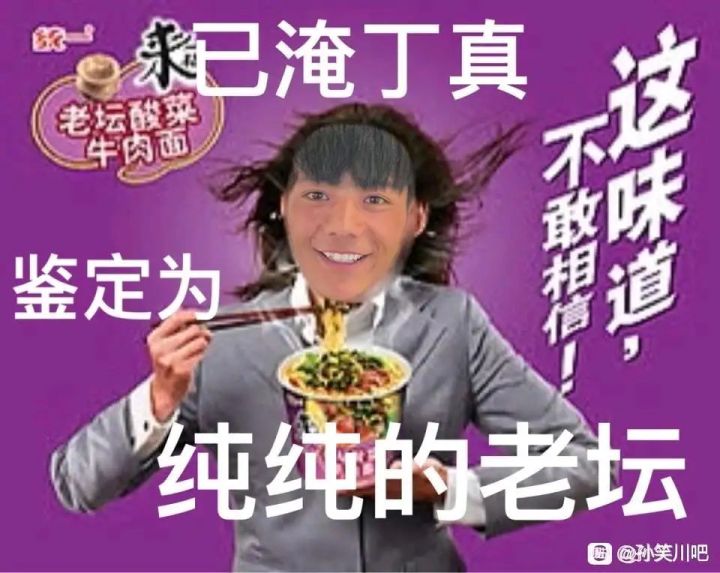 统一
来一桶
已淹丁真
老坛酸菜
牛肉面
这味道，
不敢相信！
鉴定为
纯纯的老坛
@孙笑川吧